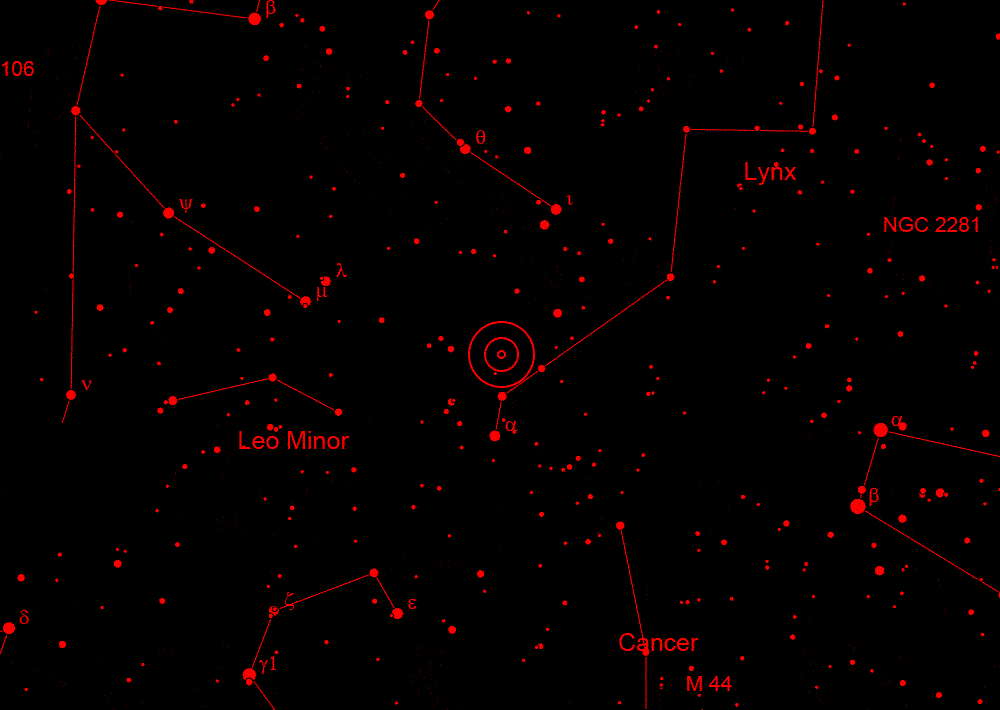 β
106
θ
Lynx
ι
ψ
NGC 2281
λ
μ
ν
α
α
Leo Minor
β
ζ
ε
δ
Cancer
γ1
M 44